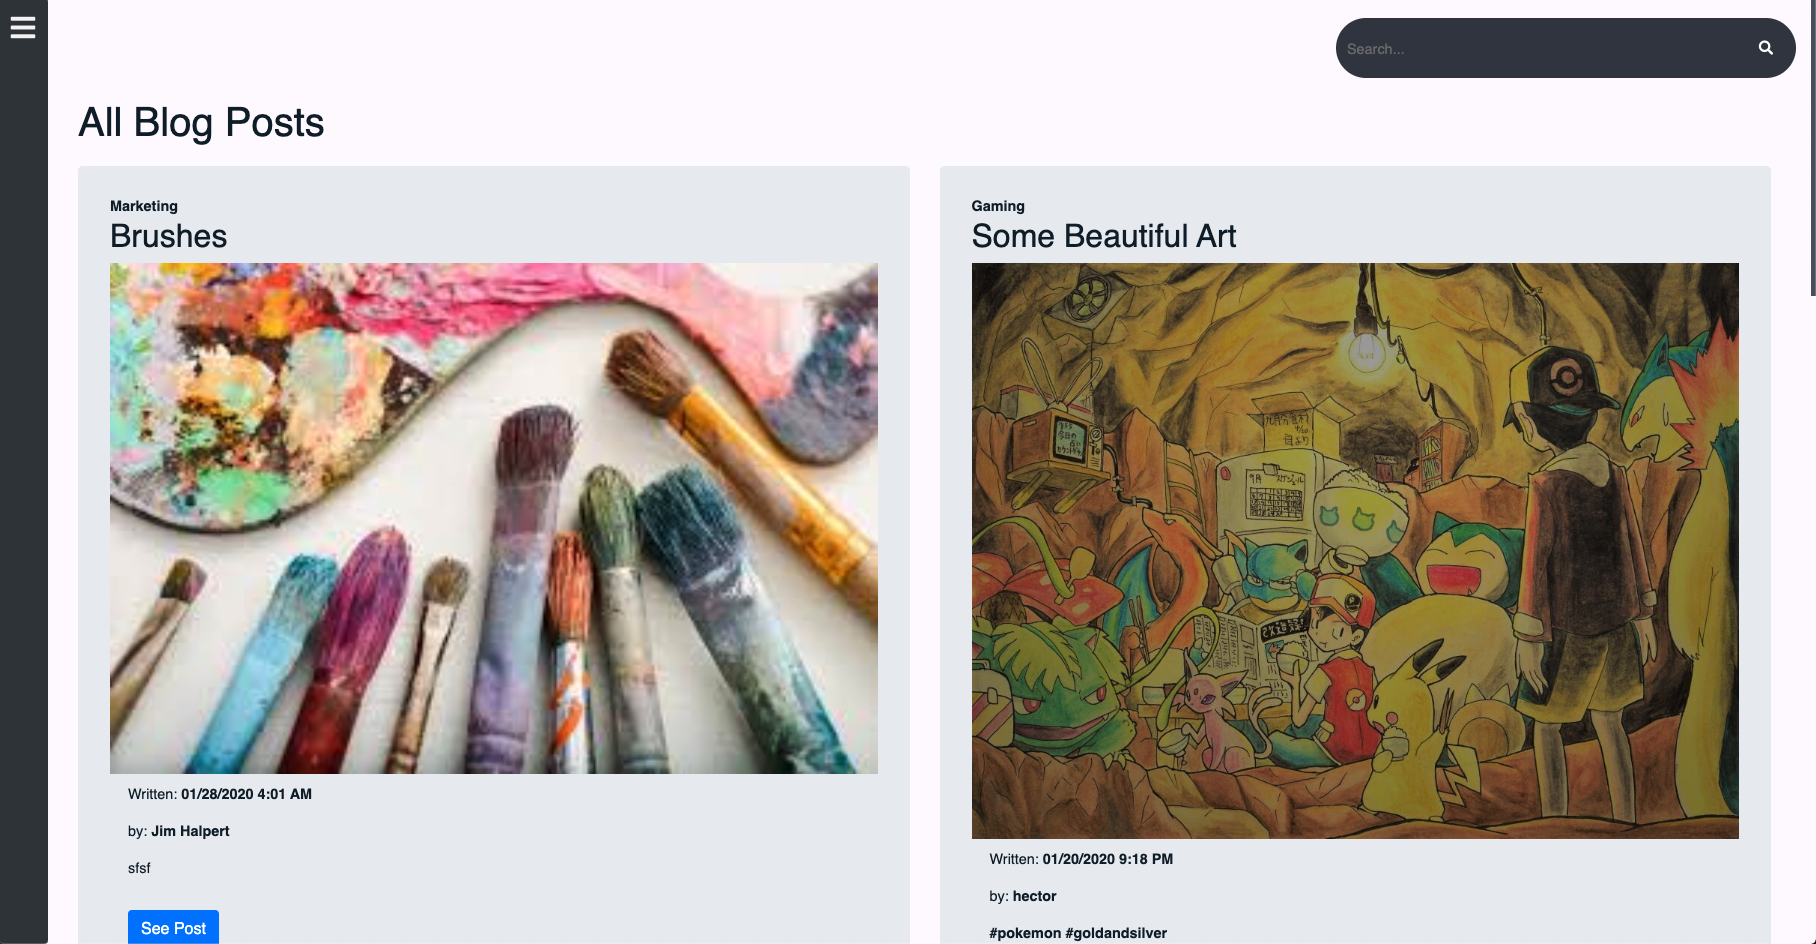 Search...
All Blog Posts
Marketing
Brushes
Written: 01/28/2020 4:01 AM
by: Jim Halpert
sfsf
See Post
Gaming
Some Beautiful Art
Written: 01/20/2020 9:18 PM
by: hector
#pokemon #goldandsilver